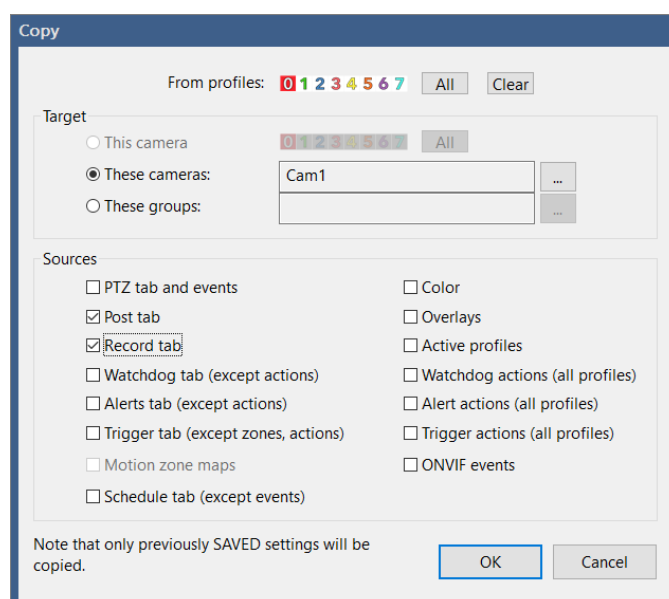 Copy
From profiles: 0 1 2 3 4 5 6 7 All Clear
Target
This camera 0 1 2 3 4 5 6 7 All
These cameras: Cam1 ...
These groups: ...
Sources
PTZ tab and events Color
Post tab Overlays
Record tab Active profiles
Watchdog tab (except actions) Watchdog actions (all profiles)
Alerts tab (except actions) Alert actions (all profiles)
Trigger tab (except zones, actions) Trigger actions (all profiles)
Motion zone maps ONVIF events
Schedule tab (except events)
Note that only previously SAVED settings will be
copied.
OK Cancel